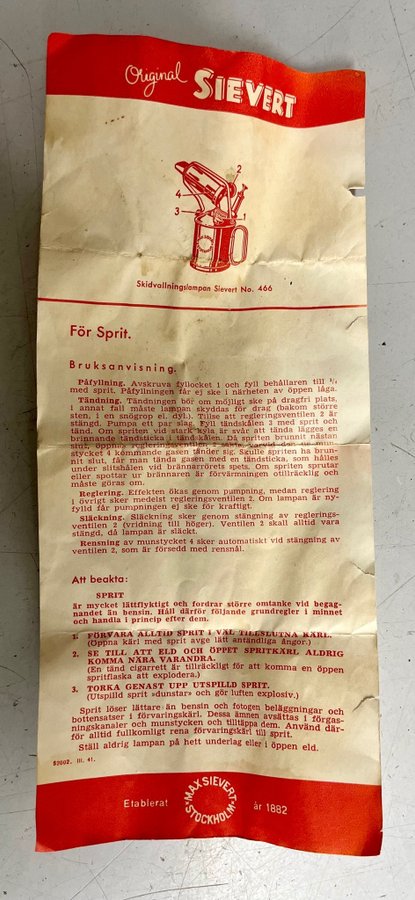 Original SIEVERT
2
4
3
1
Skidvallningslampan Sievert No. 466
För Sprit.
Bruksanvisning.
Påfyllning. Avskruva fyllocket 1 och fyll behållaren till ¾
med sprit. Påfyllningen får ej ske i närheten av öppen låga.
Tändning. Tändningen bör om möjligt ske på dragfri plats,
i annat fall måste lampan skyddas för drag (bakom större
sten, i en snögrop el. dyl.). Tillse att regleringsventilen 2 är
stängd. Pumpa ett par slag. Fyll tändskålen 3 med sprit och
tänd. Om spriten vid stark kyla är svår att tända lägges en
brinnande tändsticka i tändskålen. Då spriten brunnit nästan
slut, öppnas regleringsventilen 2 sakta, varvid den ur mun-
stycket 4 kommande gasen tänder sig. Skulle spriten ha brun-
nit slut, får man tända gasen med en tändsticka, som hålles
under slitshålen vid brännarrörets spets. Om spriten sprutar
eller spottar ur brännaren är förvärmningen otillräcklig och
måste göras om.
Reglering. Effekten ökas genom pumpning, medan reglering
i övrigt sker medelst regleringsventilen 2. Om lampan är ny-
fylld får pumpningen ej ske för kraftigt.
Släckning. Släckning sker genom stängning av reglerings-
ventilen 2 (vridning till höger). Ventilen 2 skall alltid vara
stängd, då lampan är släckt.
Rensning av munstycket 4 sker automatiskt vid stängning av
ventilen 2, som är försedd med rensnål.
Att beakta:
SPRIT
är mycket lättflyktigt och fordrar större omtanke vid begag-
nandet än bensin. Håll därför följande grundregler i minnet
och handla i princip efter dem.
1. FÖRVARA ALLTID SPRIT I VÄL TILLSLUTNA KÄRL.
(Öppna kärl med sprit avge lätt antändliga ångor.)
2. SE TILL ATT ELD OCH ÖPPET SPRITKÄRL ALDRIG
KOMMA NÄRA VARANDRA.
(En tänd cigarrett är tillräckligt för att komma en öppen
spritflaska att explodera.)
3. TORKA GENAST UPP UTSPILLD SPRIT.
(Utspilld sprit »dunstar» och gör luften explosiv.)
Sprit löser lättare än bensin och fotogen beläggningar och
bottensatser i förvaringskärl. Dessa ämnen avsättas i förgas-
ningskanaler och munstycken och tilltäppa dem. Använd där-
för alltid fullkomligt rena förvaringskärl till sprit.
Ställ aldrig lampan på hett underlag eller i öppen eld.
S2002. III. 41.
Etablerat MAX SIEVERT STOCKHOLM år 1882